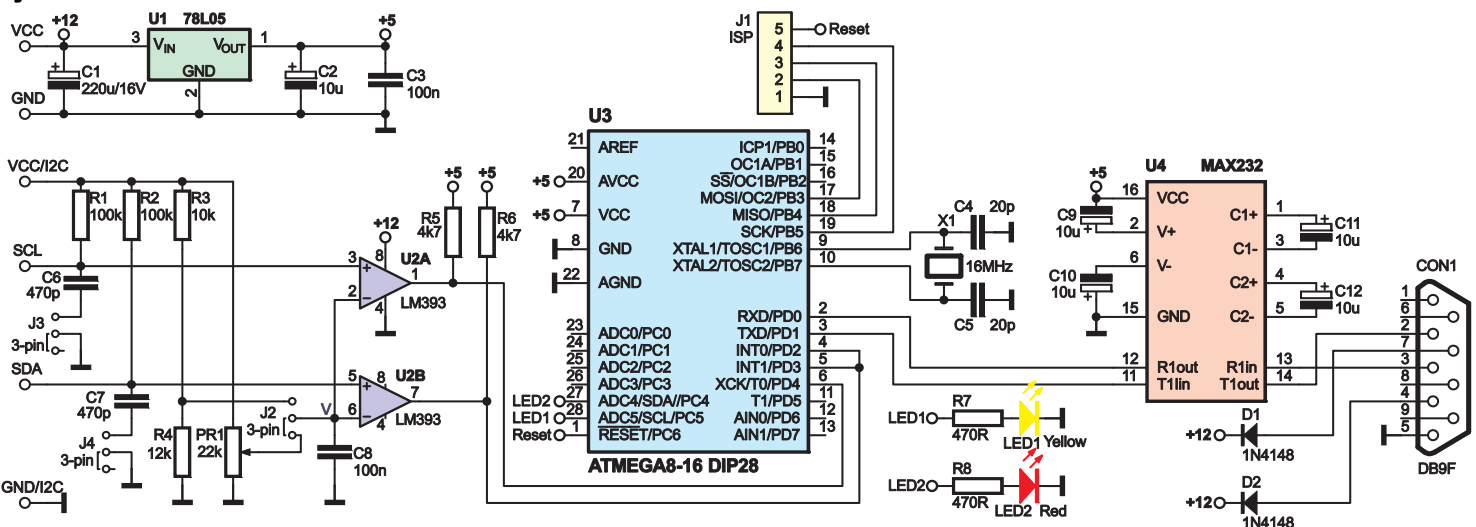 VCC
+12
U1 78L05
3 VIN VOUT 1
GND
2
+
C1
220u/16V
+
C2
10u
+5
C3
100n
GND
J1
ISP
5
4
3
2
1
Reset
VCC/I2C
R1
100k
R2
100k
R3
10k
SCL
C6
470p
J3
3-pin
SDA
C7
470p
J4
3-pin
GND/I2C
R4
12k
PR1
22k
J2
3-pin
V
C8
100n
+12
8
U2A
3 +
2 −
1
4
LM393
U2B
5 +
6 −
8
7
4
LM393
+5
R5
4k7
+5
R6
4k7
U3
21 AREF
+5 20 AVCC
+5 7 VCC
8 GND
22 AGND
23 ADC0/PC0
24 ADC1/PC1
25 ADC2/PC2
26 ADC3/PC3
LED2 27 ADC4/SDA//PC4
LED1 28 ADC5/SCL/PC5
Reset 1 RESET/PC6
ICP1/PB0 14
OC1A/PB1 15
SS/OC1B/PB2 16
MOSI/OC2/PB3 17
MISO/PB4 18
SCK/PB5 19
XTAL1/TOSC1/PB6 9
XTAL2/TOSC2/PB7 10
RXD/PD0 2
TXD/PD1 3
INT0/PD2 4
INT1/PD3 5
XCK/T0/PD4 6
T1/PD5 11
AIN0/PD6 12
AIN1/PD7 13
ATMEGA8-16 DIP28
X1
16MHz
C4 20p
C5 20p
LED1 R7
470R
LED1 Yellow
LED2 R8
470R
LED2 Red
U4 MAX232
+5
C9
10u +
C10
10u +
16 VCC
2 V+
6 V-
15 GND
12 R1out
11 T1Iin
C1+ 1
C1- 3
C2+ 4
C2- 5
R1in 13
T1out 14
+
C11
10u
+
C12
10u
CON1
1
6
2
7
3
8
4
9
5
DB9F
D1
+12
1N4148
D2
+12
1N4148